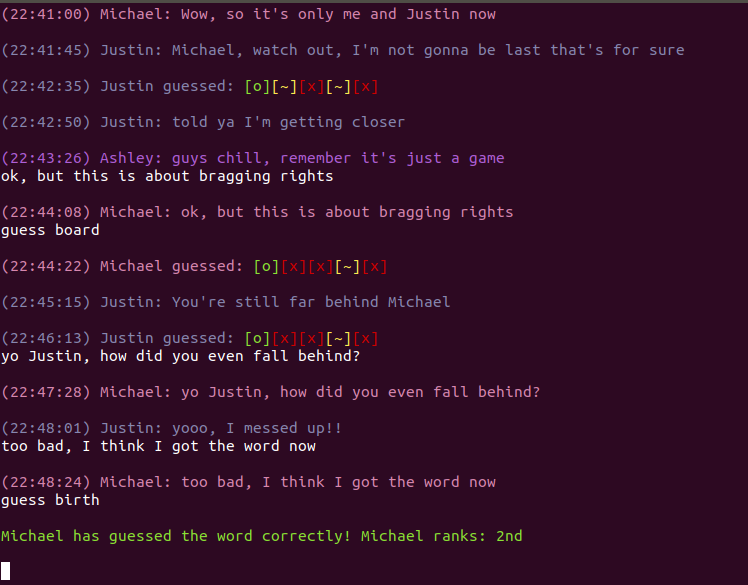 (22:41:00) Michael: Wow, so it's only me and Justin now
(22:41:45) Justin: Michael, watch out, I'm not gonna be last that's for sure
(22:42:35) Justin guessed: [o][~][x][~][x]
(22:42:50) Justin: told ya I'm getting closer
(22:43:26) Ashley: guys chill, remember it's just a game
ok, but this is about bragging rights
(22:44:08) Michael: ok, but this is about bragging rights
guess board
(22:44:22) Michael guessed: [o][x][x][~][x]
(22:45:15) Justin: You're still far behind Michael
(22:46:13) Justin guessed: [o][x][x][~][x]
yo Justin, how did you even fall behind?
(22:47:28) Michael: yo Justin, how did you even fall behind?
(22:48:01) Justin: yooo, I messed up!!
too bad, I think I got the word now
(22:48:24) Michael: too bad, I think I got the word now
guess birth
Michael has guessed the word correctly! Michael ranks: 2nd